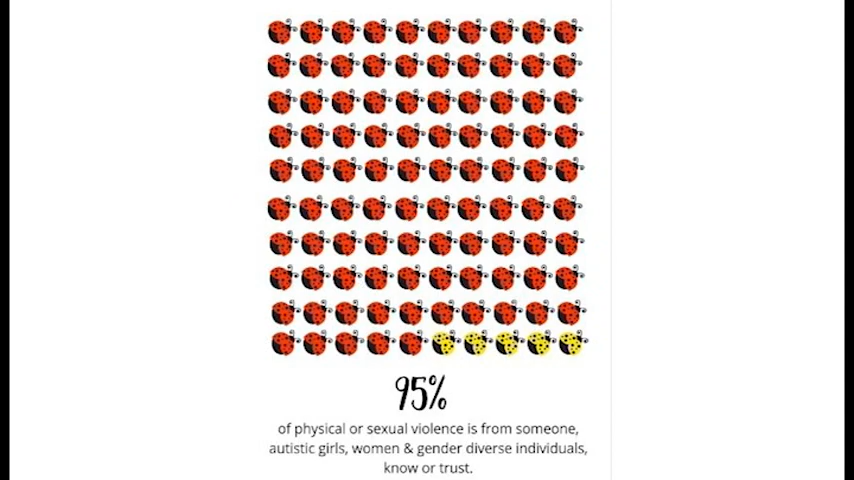 95%
of physical or sexual violence is from someone,
autistic girls, women & gender diverse individuals,
know or trust.